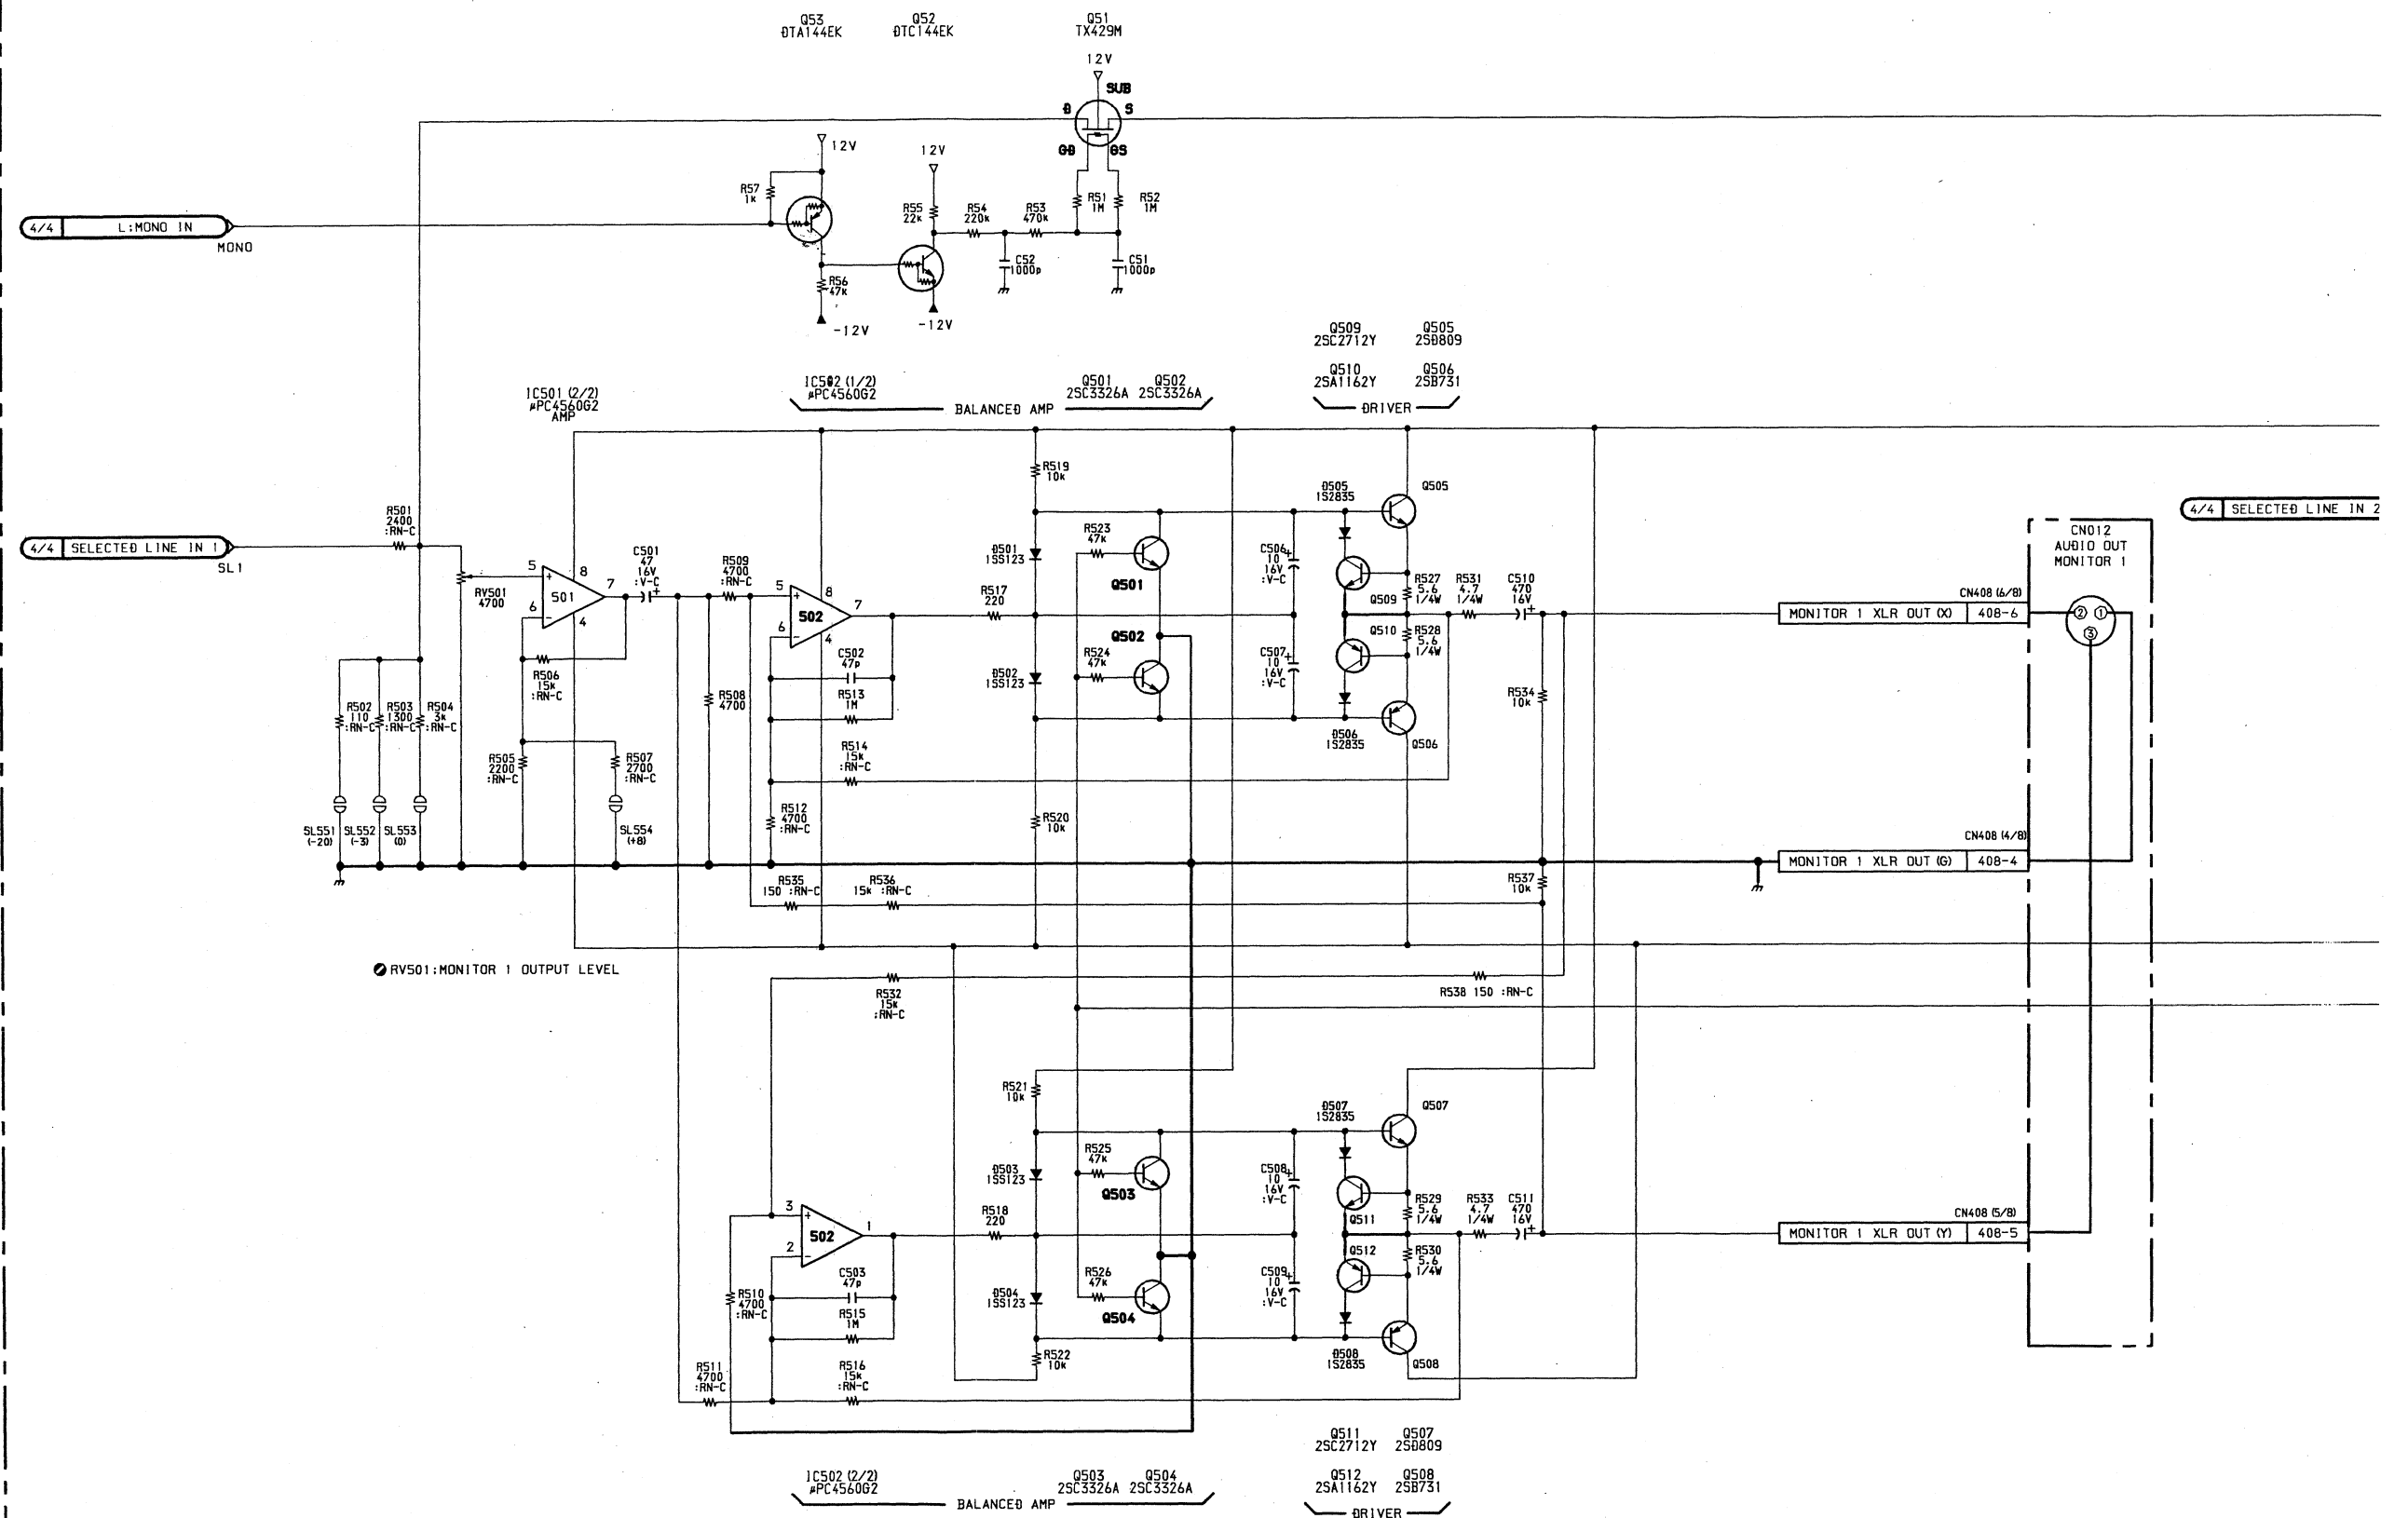 Q53
DTA144EK
Q52
DTC144EK
Q51
TX429M
12V
SUB
D
S
GD
GS
12V
12V
R57
1k
R55
22k
R54
220k
R53
470k
R51
1M
R52
1M
4/4 L:MONO IN
MONO
C52
1000p
C51
1000p
R56
47k
-12V
-12V
Q509
2SC2712Y
Q505
2SD809
Q510
2SA1162Y
Q506
2SB731
DRIVER
IC501 (2/2)
μPC4560G2
AMP
IC502 (1/2)
μPC4560G2
BALANCED AMP
Q501
2SC3326A
Q502
2SC3326A
R519
10k
D505
1S2835
Q505
4/4 SELECTED LINE IN 1
SL1
R501
2400
:RN-C
4/4 SELECTED LINE IN 2
CN012
AUDIO OUT
MONITOR 1
RV501
4700
5
+
6
-
8
4
7
501
C501
47
16V
:V-C
+
R509
4700
:RN-C
5
+
6
-
8
4
7
502
R517
220
D501
1SS123
R523
47k
Q501
C506
10
16V
:V-C
+
Q509
R527
5.6
1/4W
R531
4.7
1/4W
C510
470
16V
+
CN408 (6/8)
MONITOR 1 XLR OUT (X) 408-6
2
1
3
Q502
R524
47k
D502
1SS123
C507
10
16V
:V-C
+
Q510
R528
5.6
1/4W
C502
47p
R513
1M
R506
15k
:RN-C
R508
4700
R534
10k
R502
110
:RN-C
R503
1300
:RN-C
R504
3k
:RN-C
D506
1S2835
Q506
R514
15k
:RN-C
R505
2200
:RN-C
R507
2700
:RN-C
R512
4700
:RN-C
R520
10k
SL551
(-20)
SL552
(-3)
SL553
(0)
SL554
(+8)
CN408 (4/8)
MONITOR 1 XLR OUT (G) 408-4
R535
150 :RN-C
R536
15k :RN-C
R537
10k
RV501:MONITOR 1 OUTPUT LEVEL
R532
15k
:RN-C
R538 150 :RN-C
R521
10k
D507
1S2835
Q507
R525
47k
Q503
D503
1SS123
C508
10
16V
:V-C
+
Q511
R529
5.6
1/4W
R533
4.7
1/4W
C511
470
16V
+
CN408 (5/8)
MONITOR 1 XLR OUT (Y) 408-5
3
+
2
-
1
502
R518
220
Q512
R530
5.6
1/4W
C503
47p
R515
1M
R510
4700
:RN-C
D504
1SS123
R526
47k
Q504
C509
10
16V
:V-C
+
D508
1S2835
Q508
R522
10k
R511
4700
:RN-C
R516
15k
:RN-C
Q511
2SC2712Y
Q507
2SD809
Q512
2SA1162Y
Q508
2SB731
DRIVER
IC502 (2/2)
μPC4560G2
BALANCED AMP
Q503
2SC3326A
Q504
2SC3326A